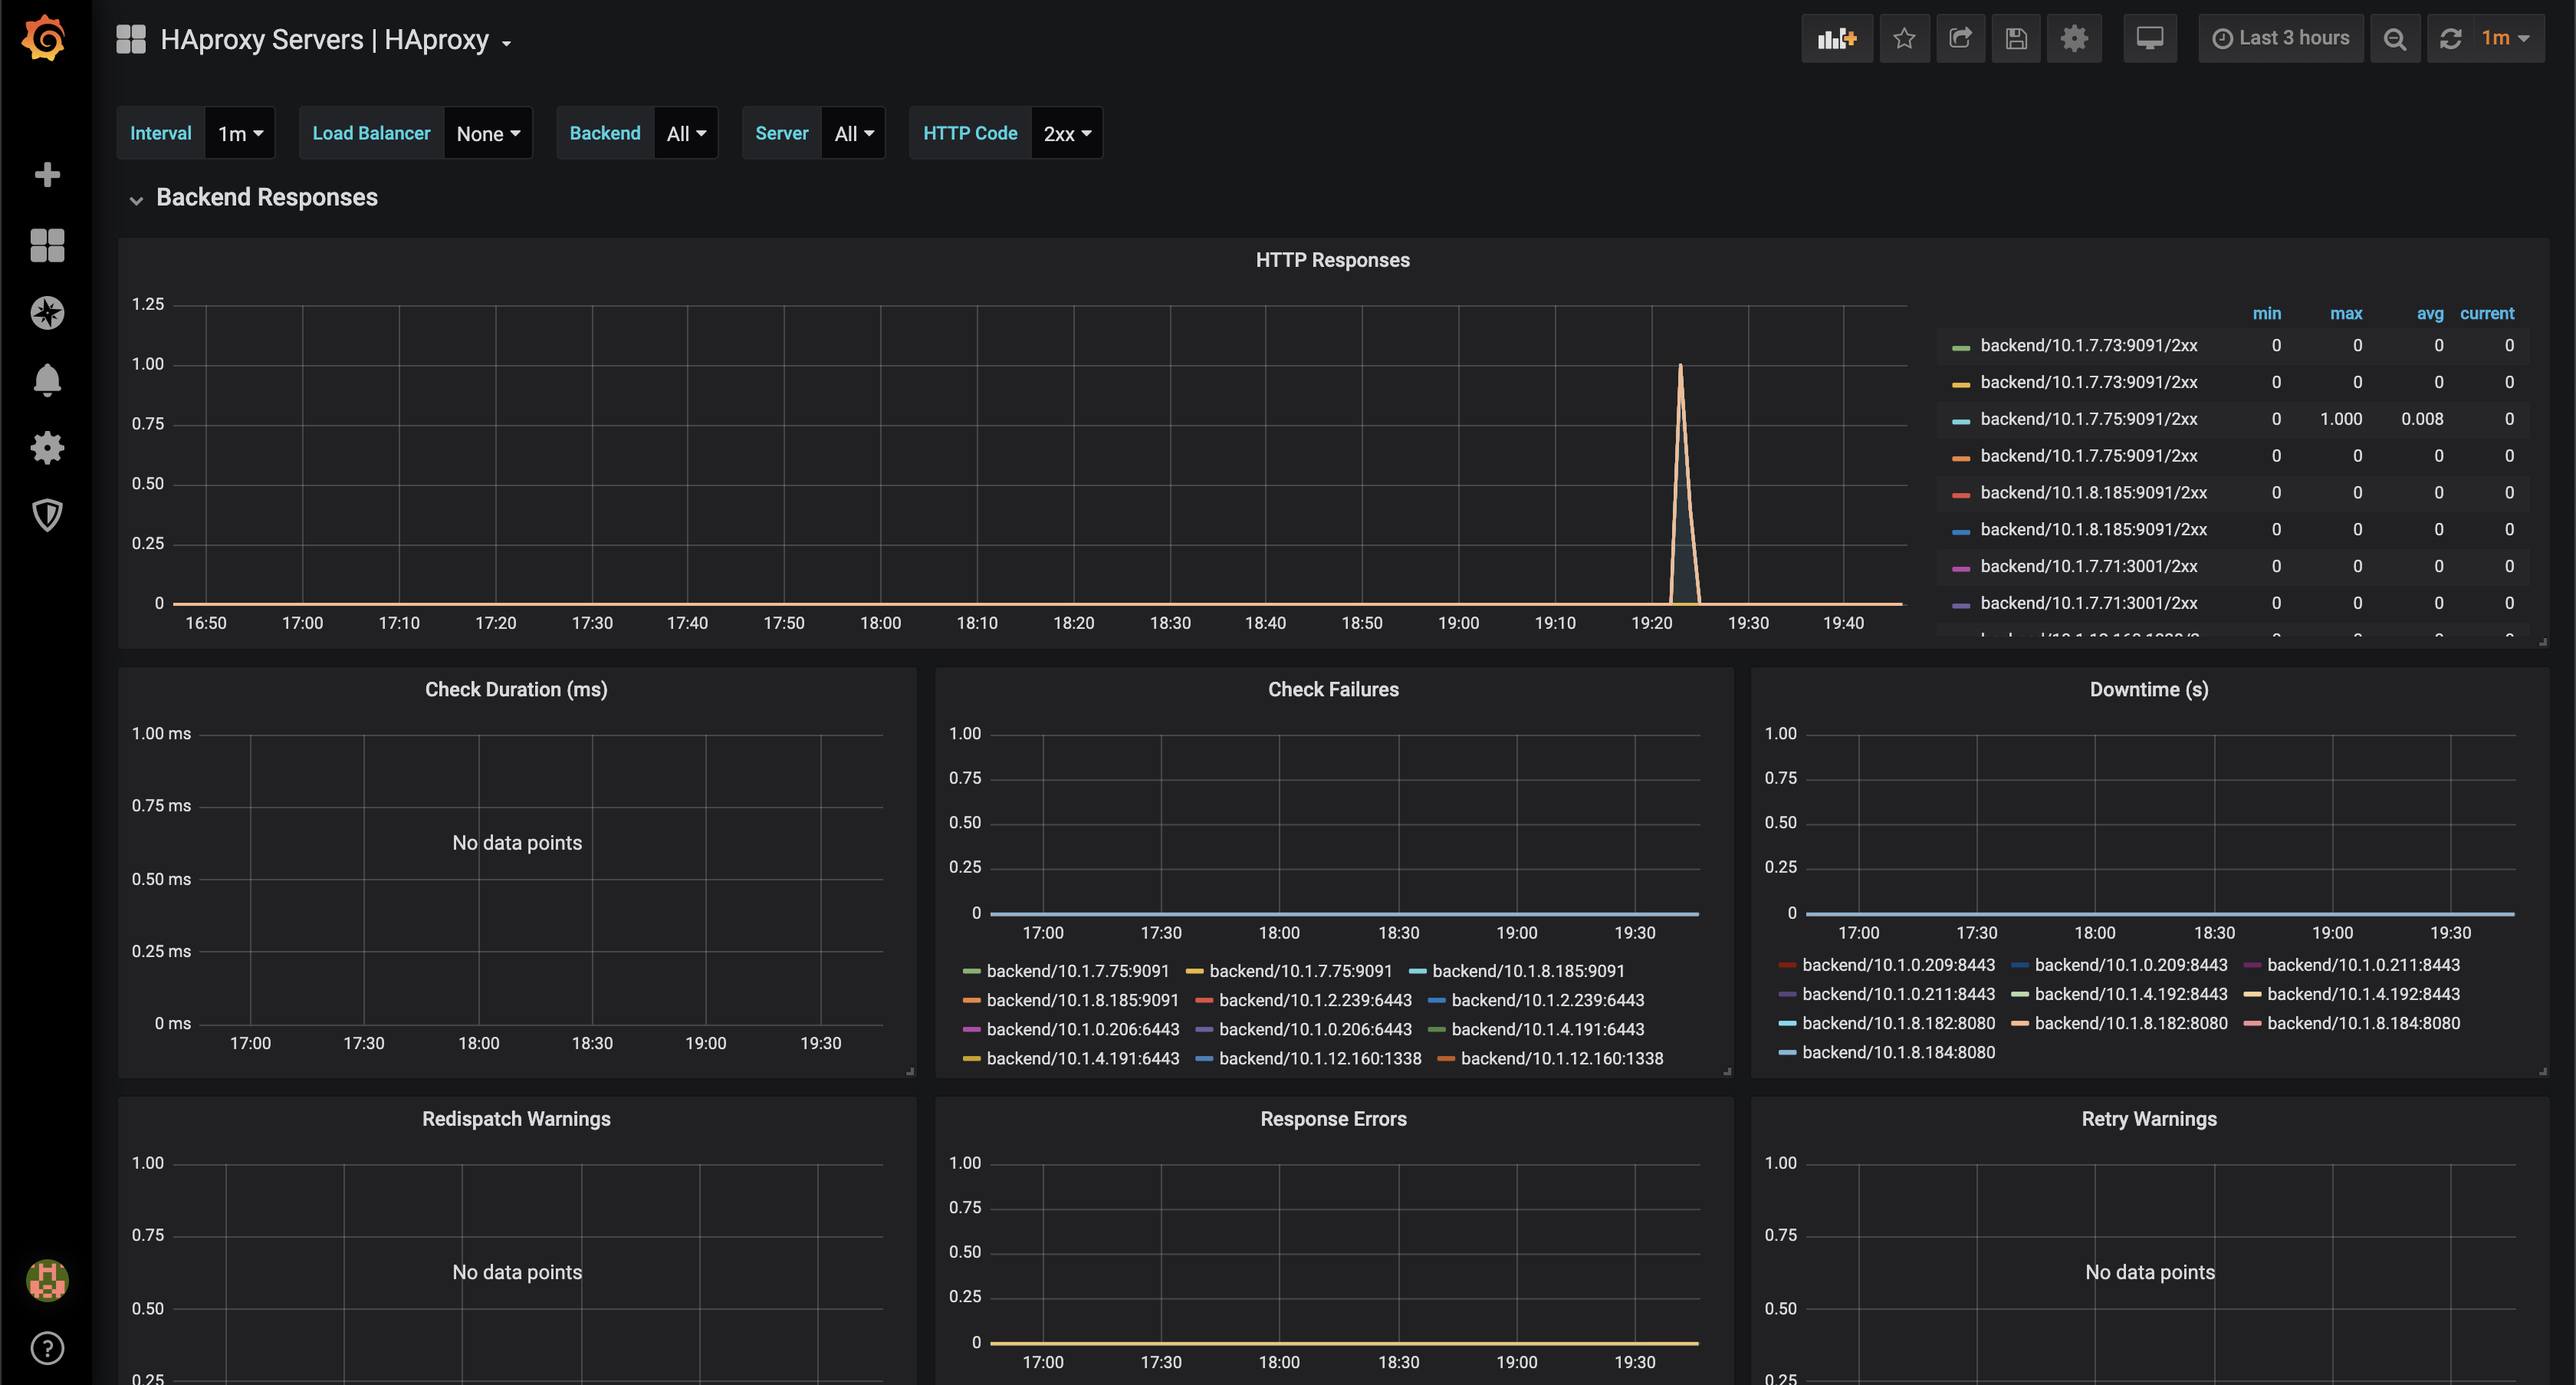 HAproxy Servers | HAproxy
Last 3 hours
1m
Interval 1m
Load Balancer None
Backend All
Server All
HTTP Code 2xx
Backend Responses
HTTP Responses
1.25
1.00
0.75
0.50
0.25
0
16:50 17:00 17:10 17:20 17:30 17:40 17:50 18:00 18:10 18:20 18:30 18:40 18:50 19:00 19:10 19:20 19:30 19:40
min max avg current
backend/10.1.7.73:9091/2xx 0 0 0 0
backend/10.1.7.73:9091/2xx 0 0 0 0
backend/10.1.7.75:9091/2xx 0 1.000 0.008 0
backend/10.1.7.75:9091/2xx 0 0 0 0
backend/10.1.8.185:9091/2xx 0 0 0 0
backend/10.1.8.185:9091/2xx 0 0 0 0
backend/10.1.7.71:3001/2xx 0 0 0 0
backend/10.1.7.71:3001/2xx 0 0 0 0
Check Duration (ms)
1.00 ms
0.75 ms
0.50 ms
0.25 ms
0 ms
No data points
17:00 17:30 18:00 18:30 19:00 19:30
Check Failures
1.00
0.75
0.50
0.25
0
17:00 17:30 18:00 18:30 19:00 19:30
backend/10.1.7.75:9091 backend/10.1.7.75:9091 backend/10.1.8.185:9091
backend/10.1.8.185:9091 backend/10.1.2.239:6443 backend/10.1.2.239:6443
backend/10.1.0.206:6443 backend/10.1.0.206:6443 backend/10.1.4.191:6443
backend/10.1.4.191:6443 backend/10.1.12.160:1338 backend/10.1.12.160:1338
Downtime (s)
1.00
0.75
0.50
0.25
0
17:00 17:30 18:00 18:30 19:00 19:30
backend/10.1.0.209:8443 backend/10.1.0.209:8443 backend/10.1.0.211:8443
backend/10.1.0.211:8443 backend/10.1.4.192:8443 backend/10.1.4.192:8443
backend/10.1.8.182:8080 backend/10.1.8.182:8080 backend/10.1.8.184:8080
backend/10.1.8.184:8080
Redispatch Warnings
1.00
0.75
0.50
0.25
No data points
Response Errors
1.00
0.75
0.50
0.25
0
17:00 17:30 18:00 18:30 19:00 19:30
Retry Warnings
1.00
0.75
0.50
0.25
No data points